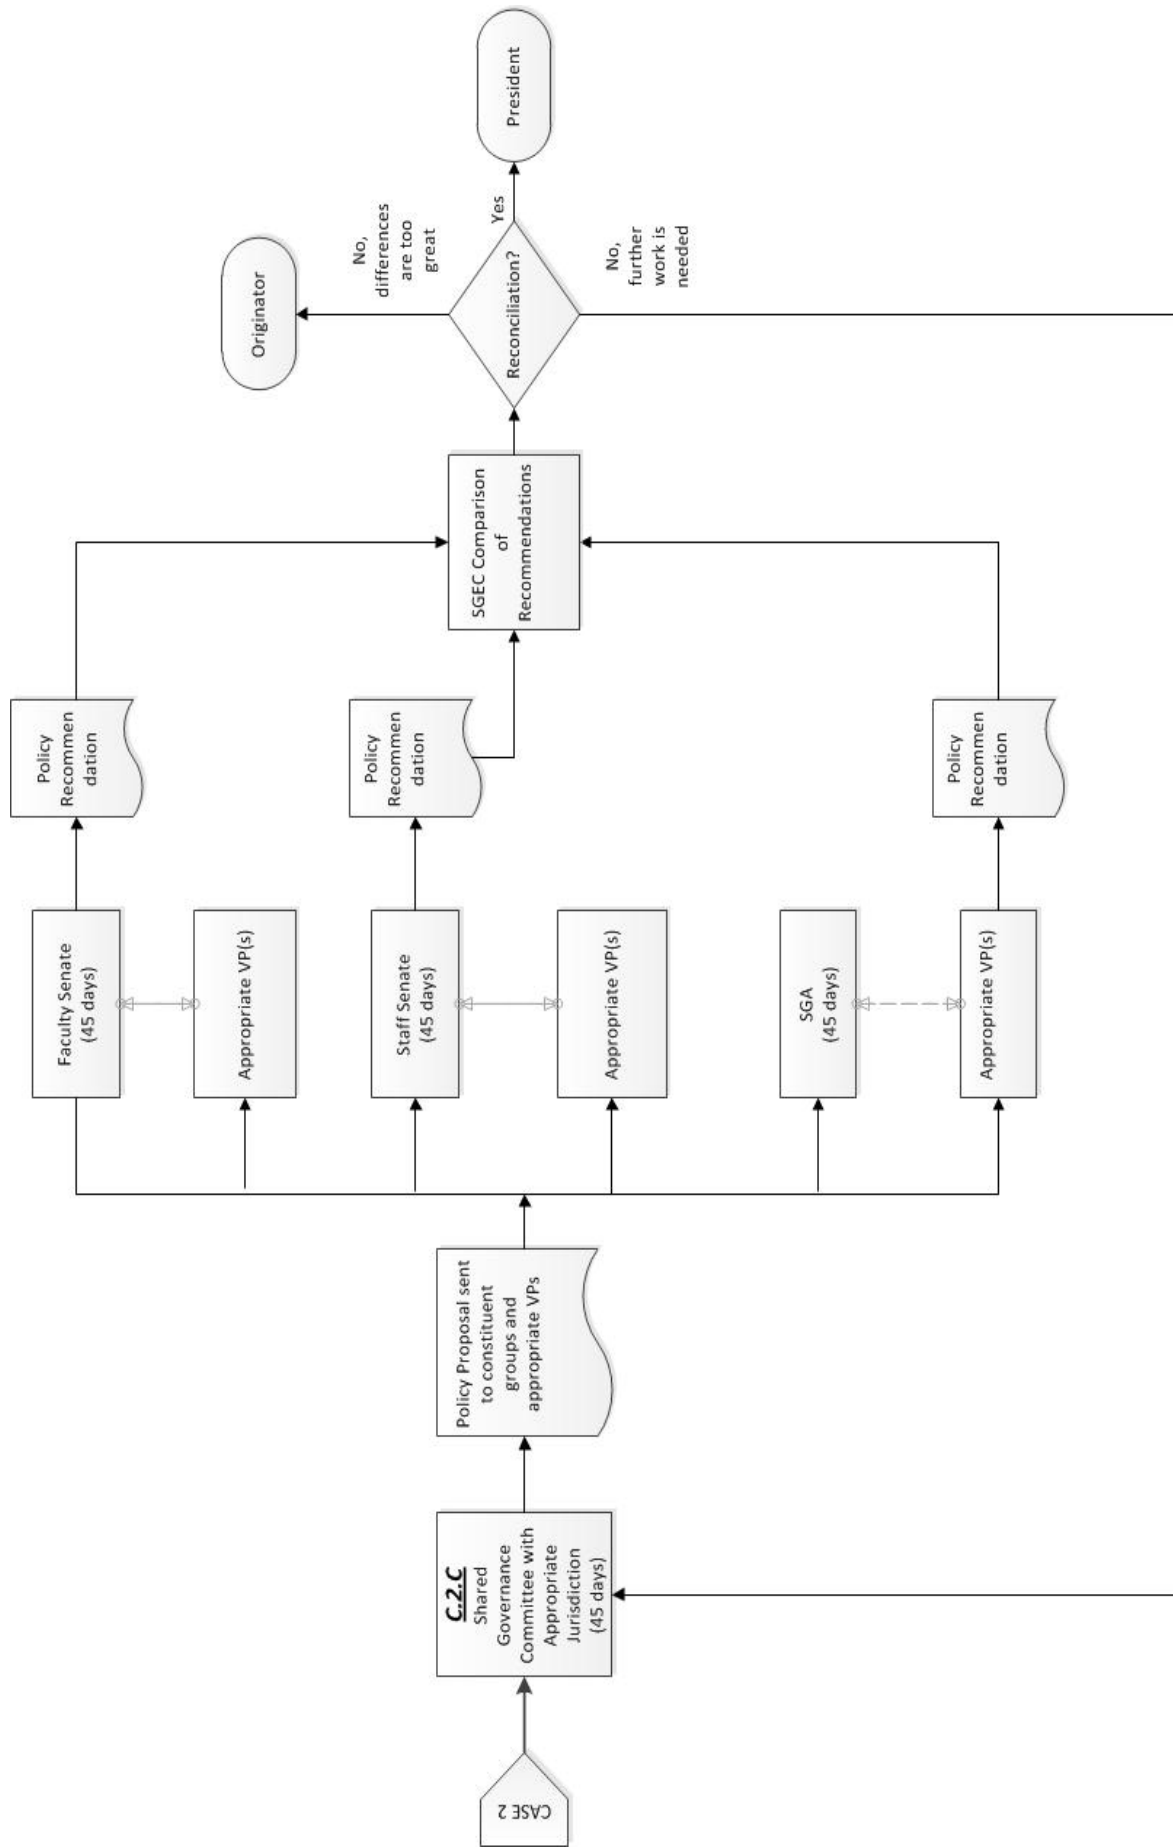 CASE 2
C.2.C
Shared
Governance
Committee with
Appropriate
Jurisdiction
(45 days)
Policy Proposal sent
to constituent
groups and
appropriate VPs
Faculty Senate
(45 days)
Appropriate VP(s)
Staff Senate
(45 days)
Appropriate VP(s)
SGA
(45 days)
Appropriate VP(s)
Policy
Recommen
dation
Policy
Recommen
dation
Policy
Recommen
dation
SGEC Comparison
of
Recommendations
Reconciliation?
Originator
No,
differences
are too
great
Yes
No,
further
work is
needed
President